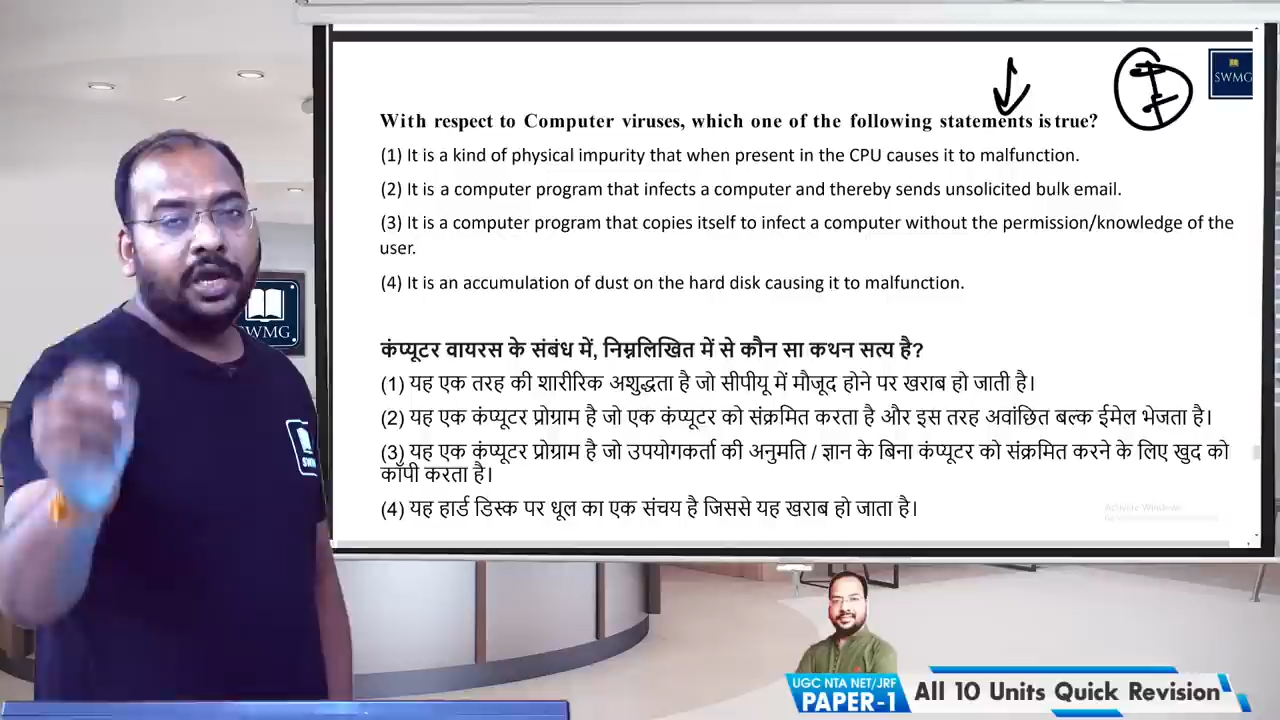 SWMG
With respect to Computer viruses, which one of the following statements is true?
(1) It is a kind of physical impurity that when present in the CPU causes it to malfunction.
(2) It is a computer program that infects a computer and thereby sends unsolicited bulk email.
(3) It is a computer program that copies itself to infect a computer without the permission/knowledge of the
user.
(4) It is an accumulation of dust on the hard disk causing it to malfunction.
SWMG
कंप्यूटर वायरस के संबंध में, निम्नलिखित में से कौन सा कथन सत्य है?
(1) यह एक तरह की शारीरिक अशुद्धता है जो सीपीयू में मौजूद होने पर खराब हो जाती है।
(2) यह एक कंप्यूटर प्रोग्राम है जो एक कंप्यूटर को संक्रमित करता है और इस तरह अवांछित बल्क ईमेल भेजता है।
(3) यह एक कंप्यूटर प्रोग्राम है जो उपयोगकर्ता की अनुमति / ज्ञान के बिना कंप्यूटर को संक्रमित करने के लिए खुद को
कॉपी करता है।
(4) यह हार्ड डिस्क पर धूल का एक संचय है जिससे यह खराब हो जाता है।
Activate Windows
UGC NTA NET/JRF
PAPER-1
All 10 Units Quick Revision